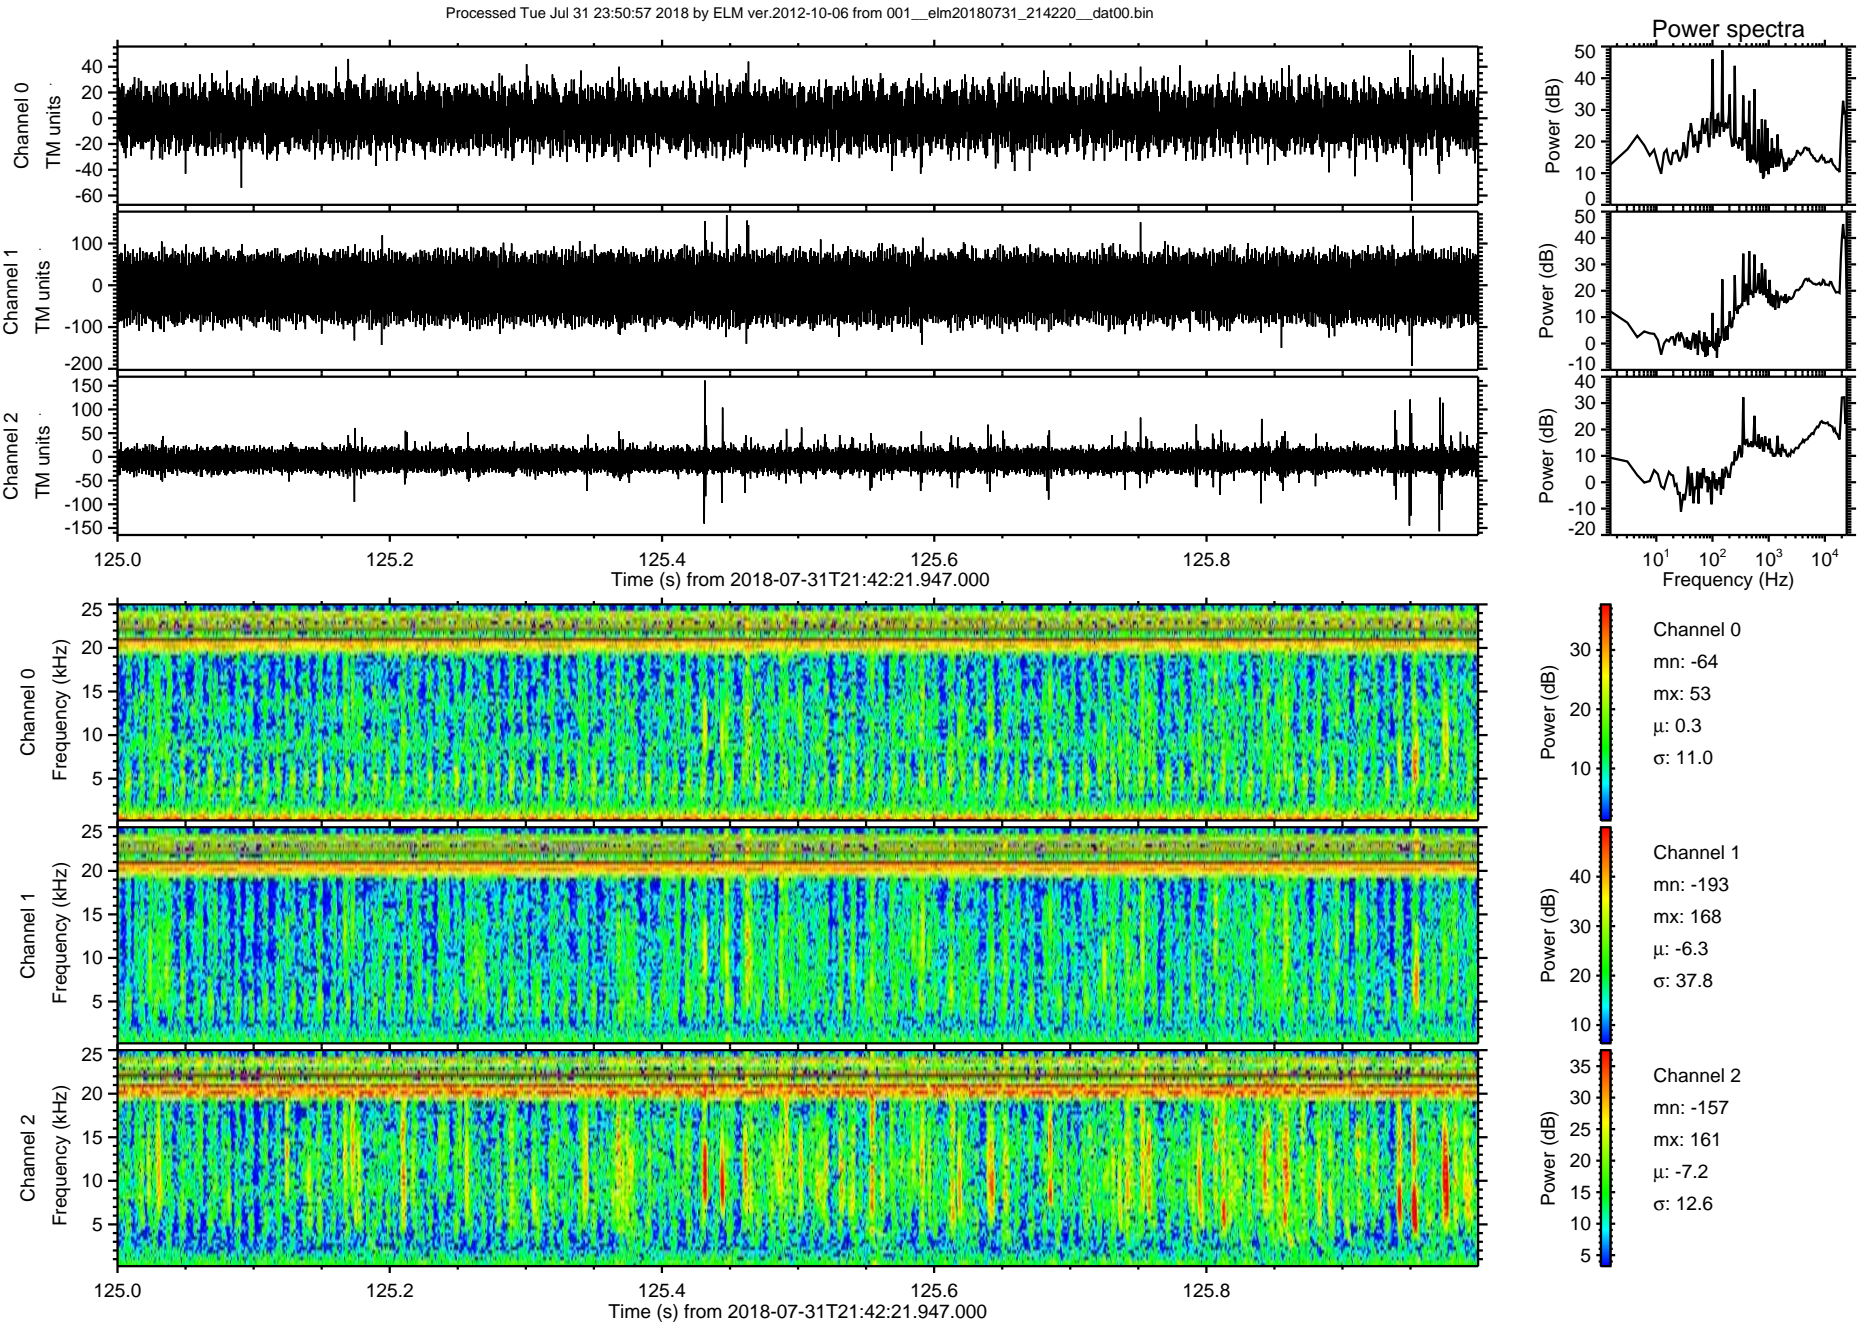 Processed Tue Jul 31 23:50:57 2018 by ELM ver.2012-10-06 from 001__elm20180731_214220__dat00.bin
Power spectra
Channel 0
TM units
40
20
0
-20
-40
-60
Power (dB)
50
40
30
20
10
0
Channel 1
TM units
100
0
-100
-200
Power (dB)
50
40
30
20
10
0
-10
Channel 2
TM units
150
100
50
0
-50
-100
-150
Power (dB)
40
30
20
10
0
-10
-20
125.0 125.2 125.4 125.6 125.8
Time (s) from 2018-07-31T21:42:21.947.000
10¹ 10² 10³ 10⁴
Frequency (Hz)
Channel 0
Frequency (kHz)
25
20
15
10
5
Power (dB)
30
20
10
Channel 0
mn: -64
mx: 53
μ: 0.3
σ: 11.0
Channel 1
Frequency (kHz)
25
20
15
10
5
Power (dB)
40
30
20
10
Channel 1
mn: -193
mx: 168
μ: -6.3
σ: 37.8
Channel 2
Frequency (kHz)
25
20
15
10
5
Power (dB)
35
30
25
20
15
10
5
Channel 2
mn: -157
mx: 161
μ: -7.2
σ: 12.6
125.0 125.2 125.4 125.6 125.8
Time (s) from 2018-07-31T21:42:21.947.000